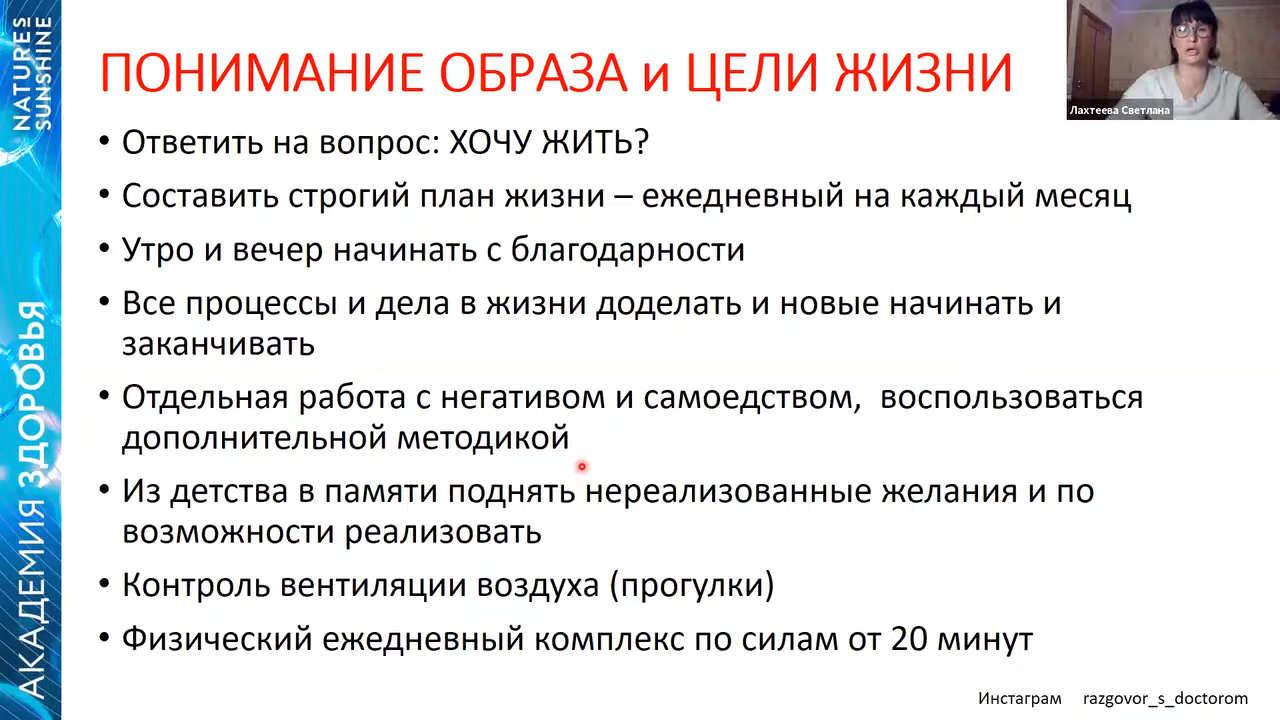 NATURE'S
SUNSHINE
АКАДЕМИЯ ЗДОРОВЬЯ
ПОНИМАНИЕ ОБРАЗА и ЦЕЛИ ЖИЗНИ
Лахтеева Светлана
• Ответить на вопрос: ХОЧУ ЖИТЬ?
• Составить строгий план жизни – ежедневный на каждый месяц
• Утро и вечер начинать с благодарности
• Все процессы и дела в жизни доделать и новые начинать и
заканчивать
• Отдельная работа с негативом и самоедством, воспользоваться
дополнительной методикой
• Из детства в памяти поднять нереализованные желания и по
возможности реализовать
• Контроль вентиляции воздуха (прогулки)
• Физический ежедневный комплекс по силам от 20 минут
Инстаграм razgovor_s_doctorom